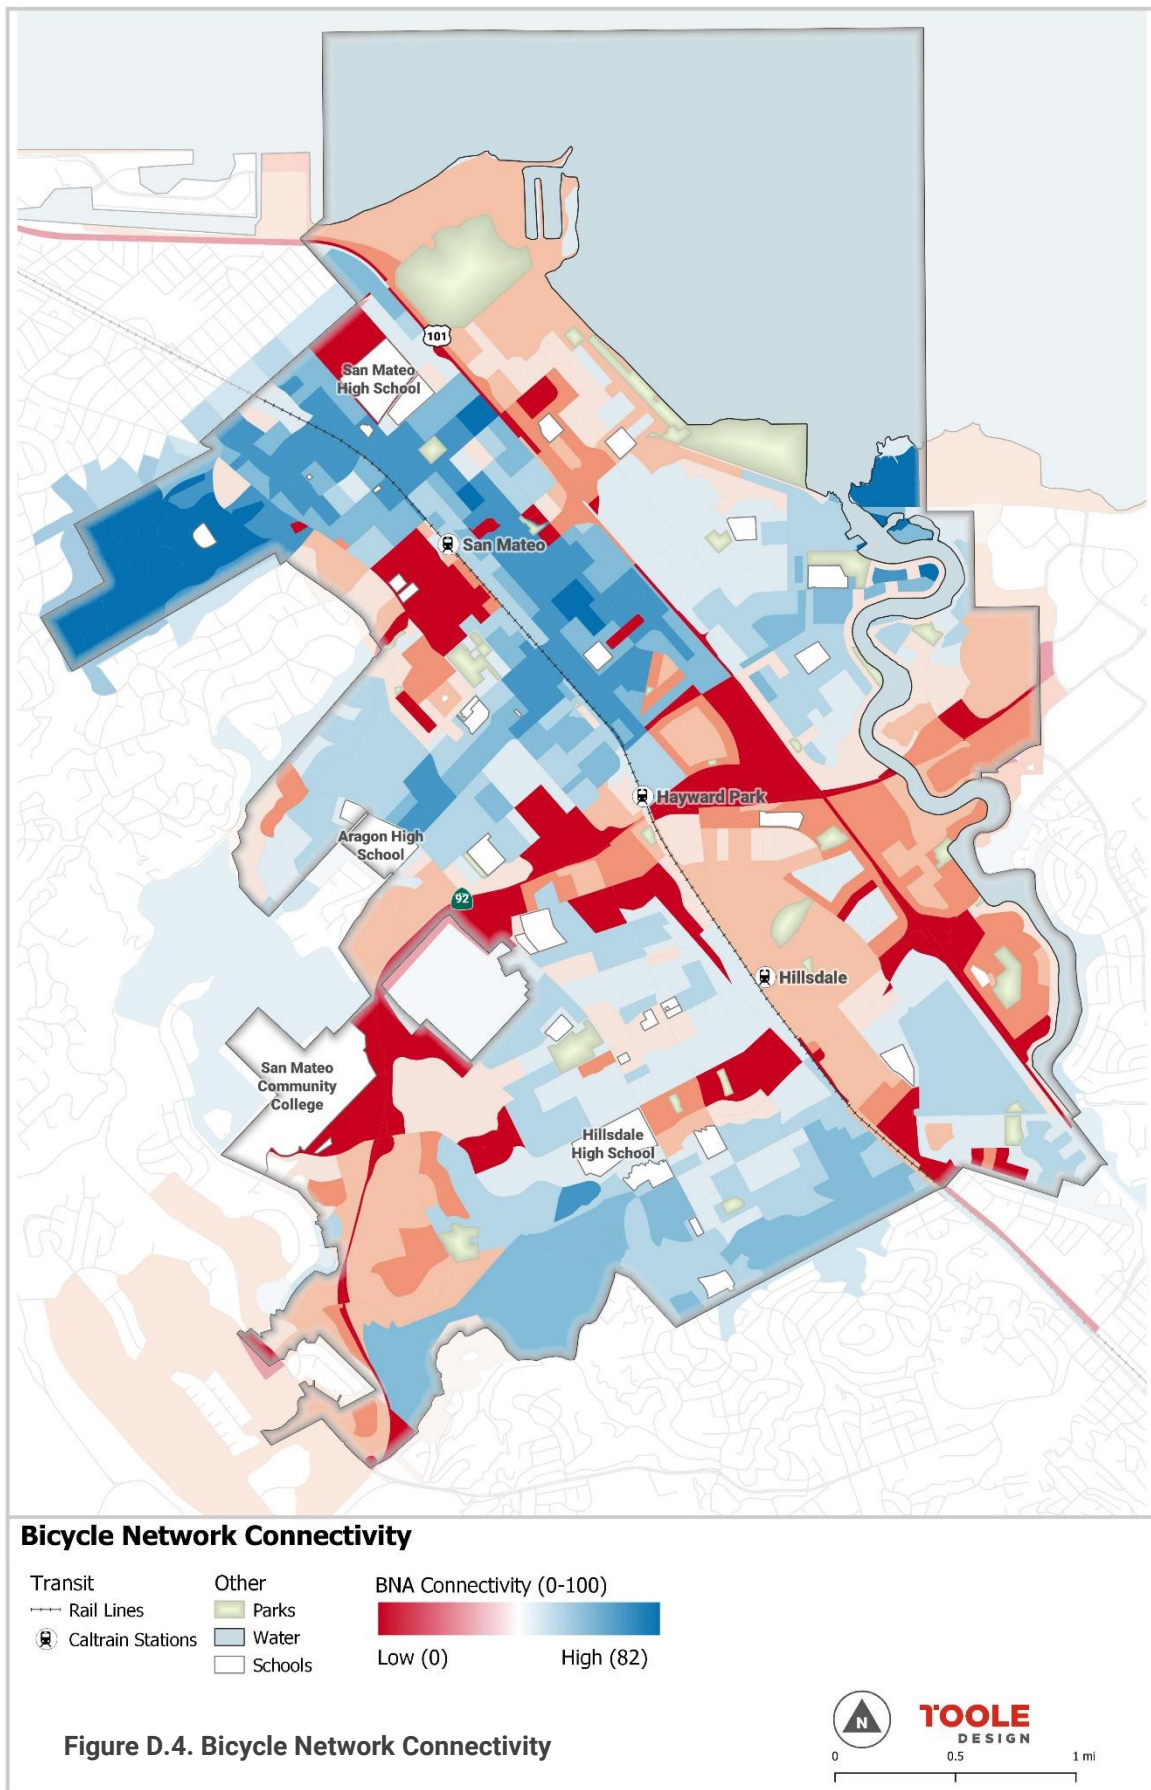 101
San Mateo
High School
San Mateo
Hayward Park
Aragon High
School
92
Hillsdale
San Mateo
Community
College
Hillsdale
High School
Bicycle Network Connectivity
Transit
Rail Lines
Caltrain Stations
Other
Parks
Water
Schools
BNA Connectivity (0-100)
Low (0)
High (82)
Figure D.4. Bicycle Network Connectivity
N
TOOLE
DESIGN
0 0.5 1 mi